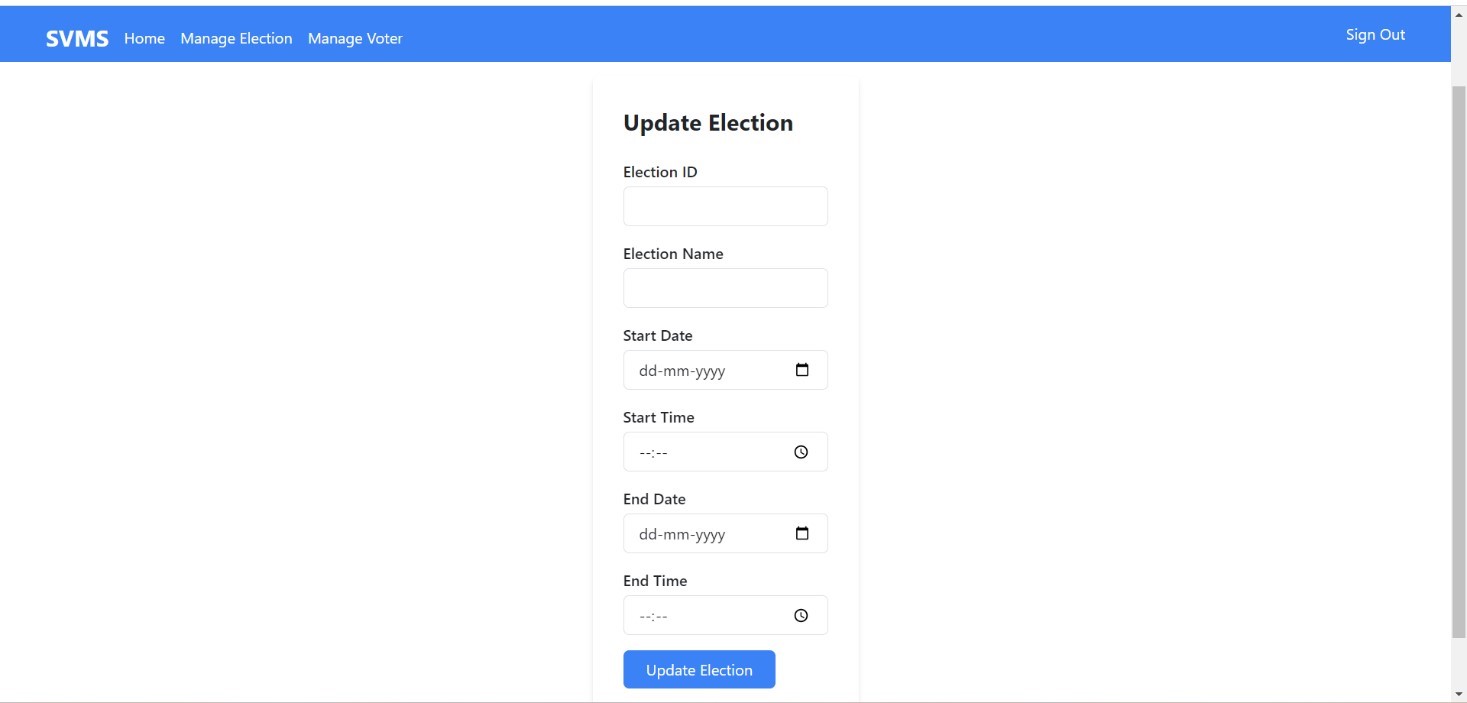 SVMS Home Manage Election Manage Voter Sign Out
Update Election
Election ID
Election Name
Start Date
dd-mm-yyyy
Start Time
--:--
End Date
dd-mm-yyyy
End Time
--:--
Update Election